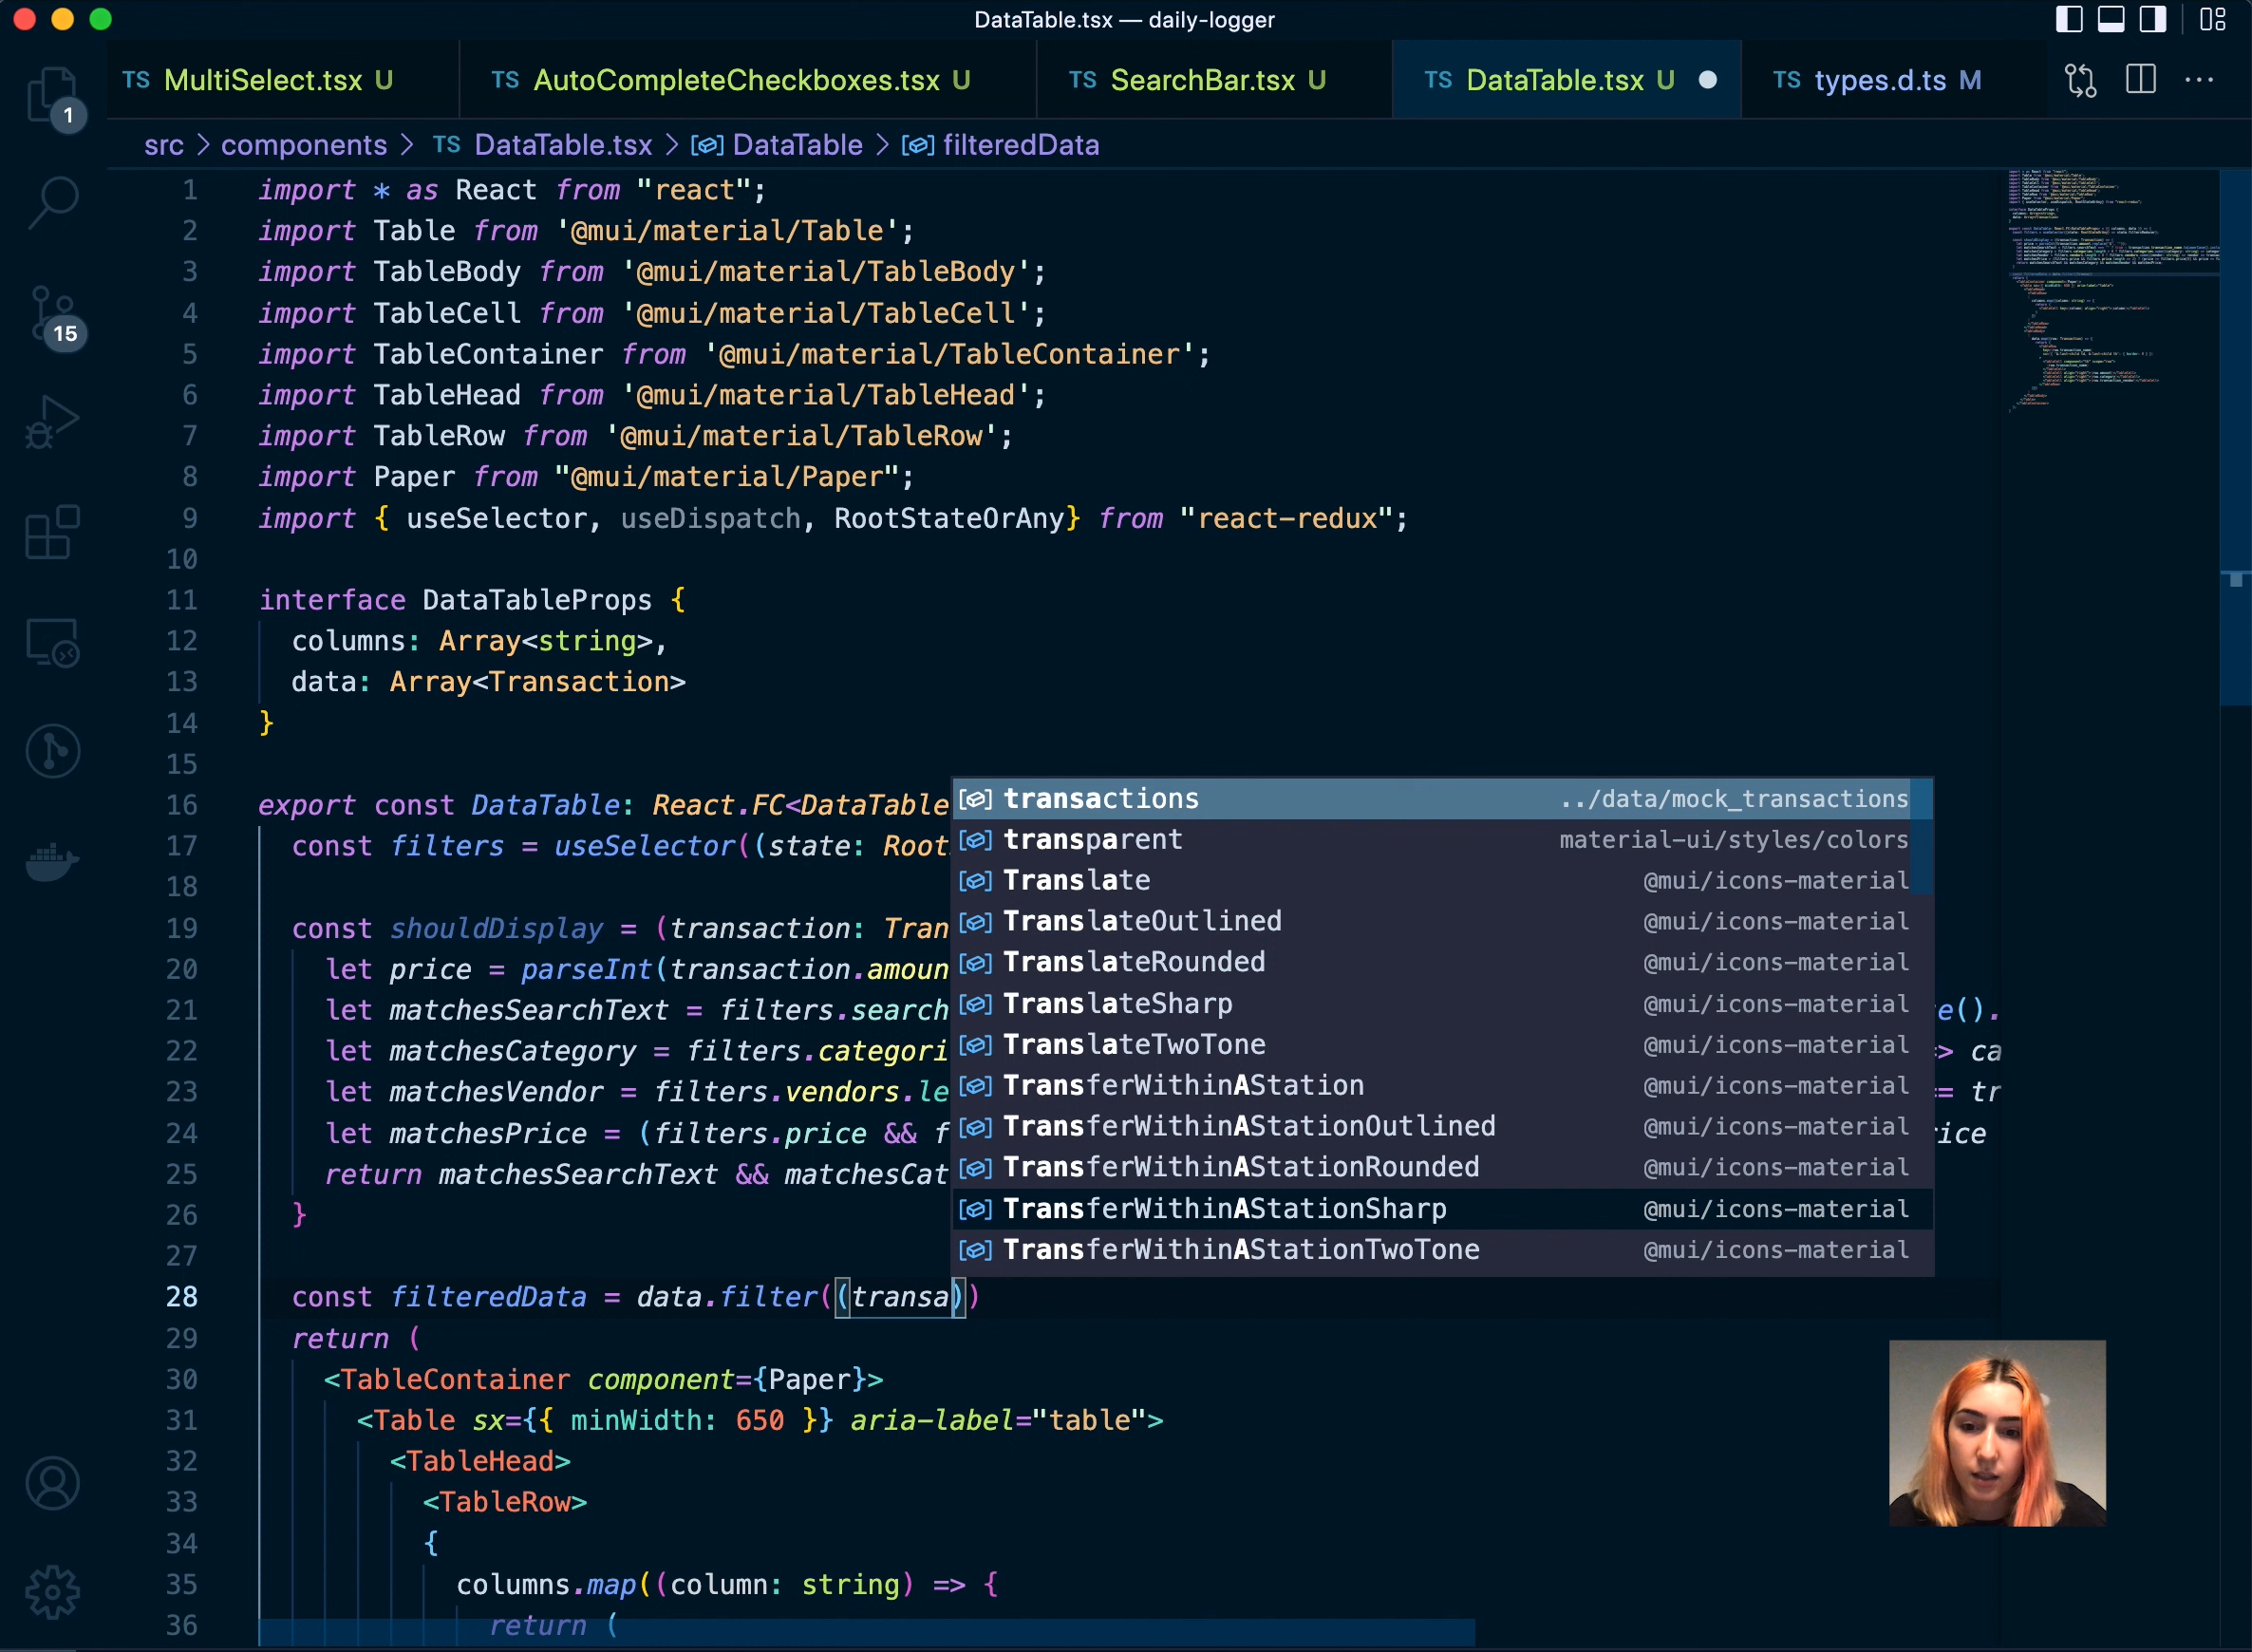 DataTable.tsx — daily-logger
TS MultiSelect.tsx U TS AutoCompleteCheckboxes.tsx U TS SearchBar.tsx U TS DataTable.tsx U TS types.d.ts M
src > components > TS DataTable.tsx > DataTable > filteredData
1
15
1 import * as React from "react";
2 import Table from '@mui/material/Table';
3 import TableBody from '@mui/material/TableBody';
4 import TableCell from '@mui/material/TableCell';
5 import TableContainer from '@mui/material/TableContainer';
6 import TableHead from '@mui/material/TableHead';
7 import TableRow from '@mui/material/TableRow';
8 import Paper from "@mui/material/Paper";
9 import { useSelector, useDispatch, RootStateOrAny} from "react-redux";
10
11 interface DataTableProps {
12 columns: Array<string>,
13 data: Array<Transaction>
14 }
15
16 export const DataTable: React.FC<DataTable
17 const filters = useSelector((state: Root
18
19 const shouldDisplay = (transaction: Tran
20 let price = parseInt(transaction.amoun
21 let matchesSearchText = filters.search e().
22 let matchesCategory = filters.categori > ca
23 let matchesVendor = filters.vendors.le = tr
24 let matchesPrice = (filters.price && f ice
25 return matchesSearchText && matchesCat
26 }
27
28 const filteredData = data.filter((transa))
29 return (
30 <TableContainer component={Paper}>
31 <Table sx={{ minWidth: 650 }} aria-label="table">
32 <TableHead>
33 <TableRow>
34 {
35 columns.map((column: string) => {
36 return (
transactions ../data/mock_transactions
transparent material-ui/styles/colors
Translate @mui/icons-material
TranslateOutlined @mui/icons-material
TranslateRounded @mui/icons-material
TranslateSharp @mui/icons-material
TranslateTwoTone @mui/icons-material
TransferWithinAStation @mui/icons-material
TransferWithinAStationOutlined @mui/icons-material
TransferWithinAStationRounded @mui/icons-material
TransferWithinAStationSharp @mui/icons-material
TransferWithinAStationTwoTone @mui/icons-material